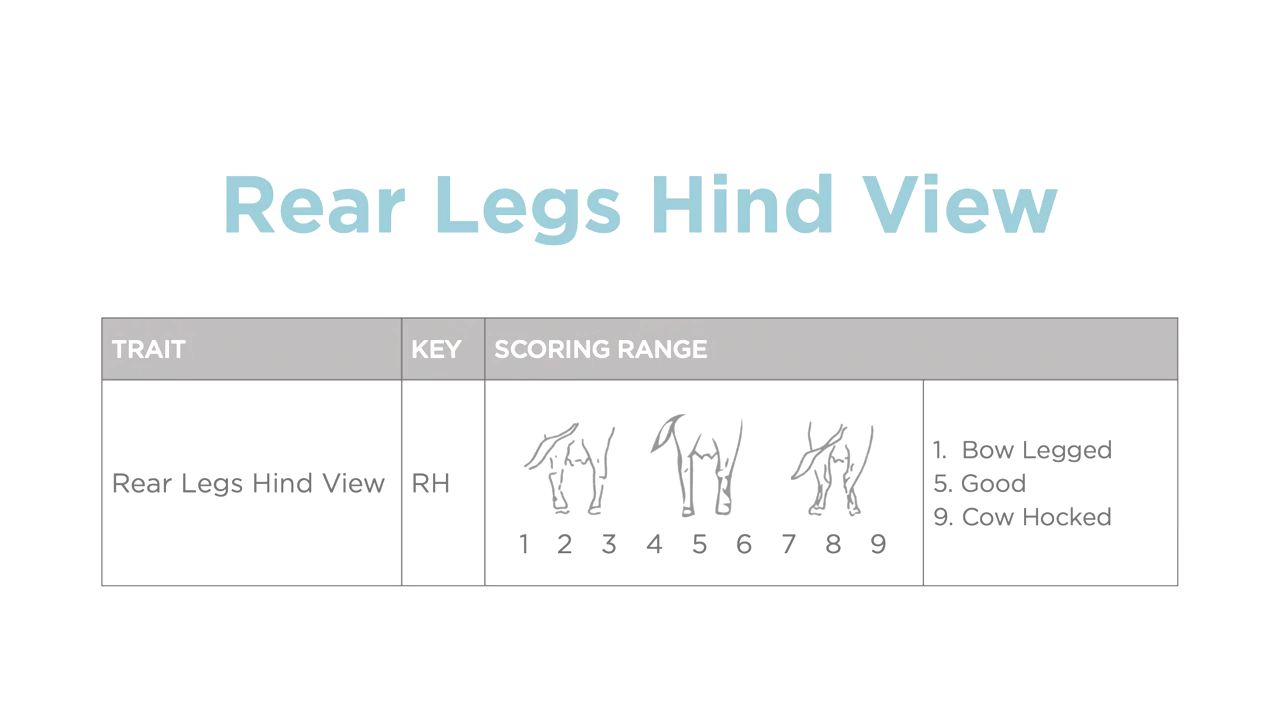 Rear Legs Hind View
TRAIT KEY SCORING RANGE
Rear Legs Hind View RH
1 2 3 4 5 6 7 8 9
1. Bow Legged
5. Good
9. Cow Hocked